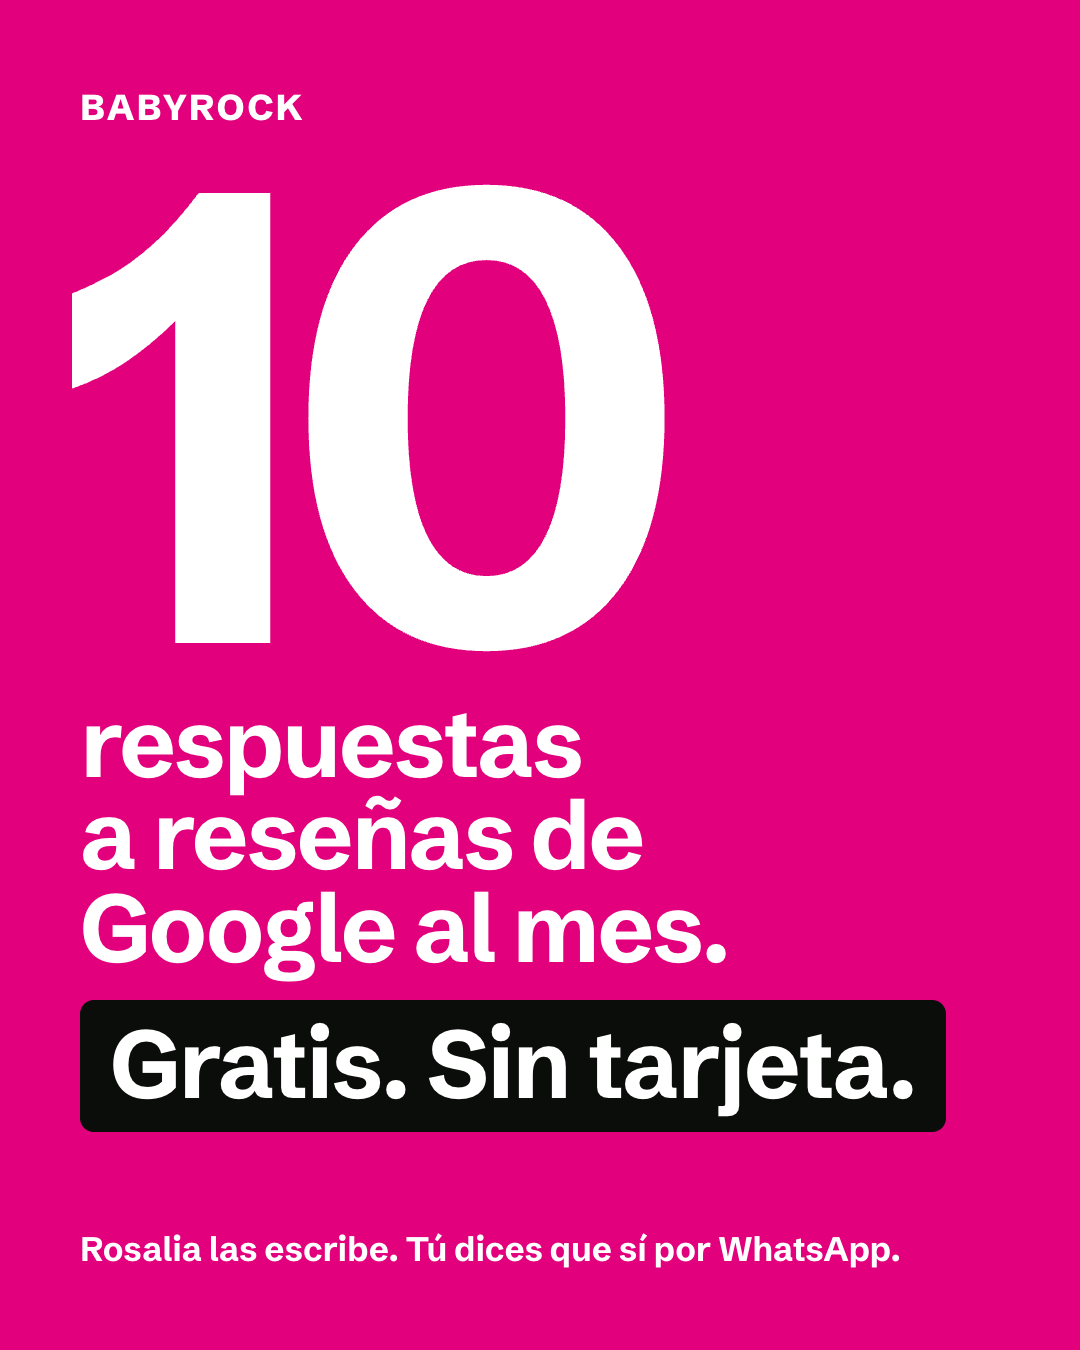 BABYROCK
10
respuestas
a reseñas de
Google al mes.
Gratis. Sin tarjeta.
Rosalia las escribe. Tú dices que sí por WhatsApp.